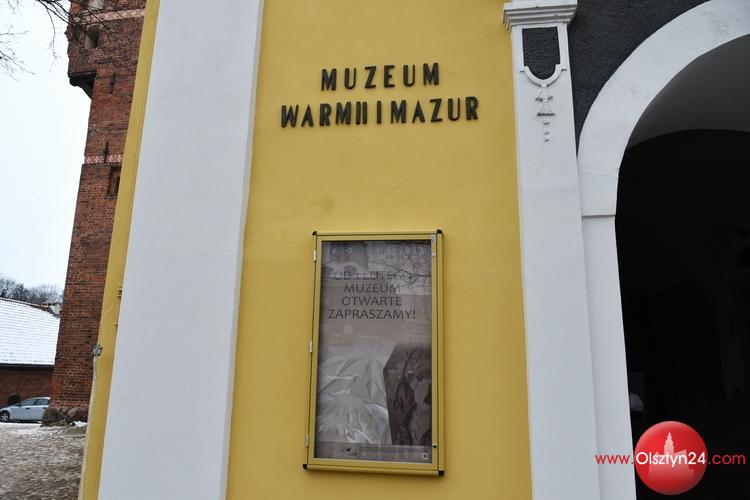 MUZEUM
WARMII I MAZUR
OD 1 LUTEGO
MUZEUM
OTWARTE
ZAPRASZAMY!
www.Olsztyn24.com